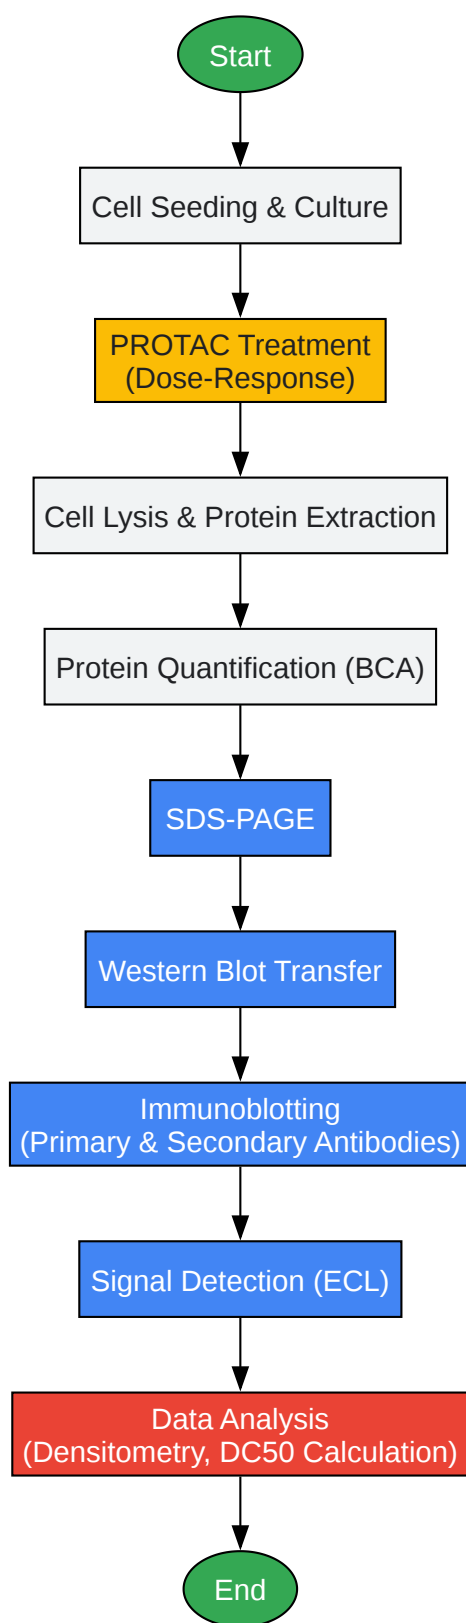 Start
Cell Seeding & Culture
PROTAC Treatment
(Dose-Response)
Cell Lysis & Protein Extraction
Protein Quantification (BCA)
SDS-PAGE
Western Blot Transfer
Immunoblotting
(Primary & Secondary Antibodies)
Signal Detection (ECL)
Data Analysis
(Densitometry, DC50 Calculation)
End